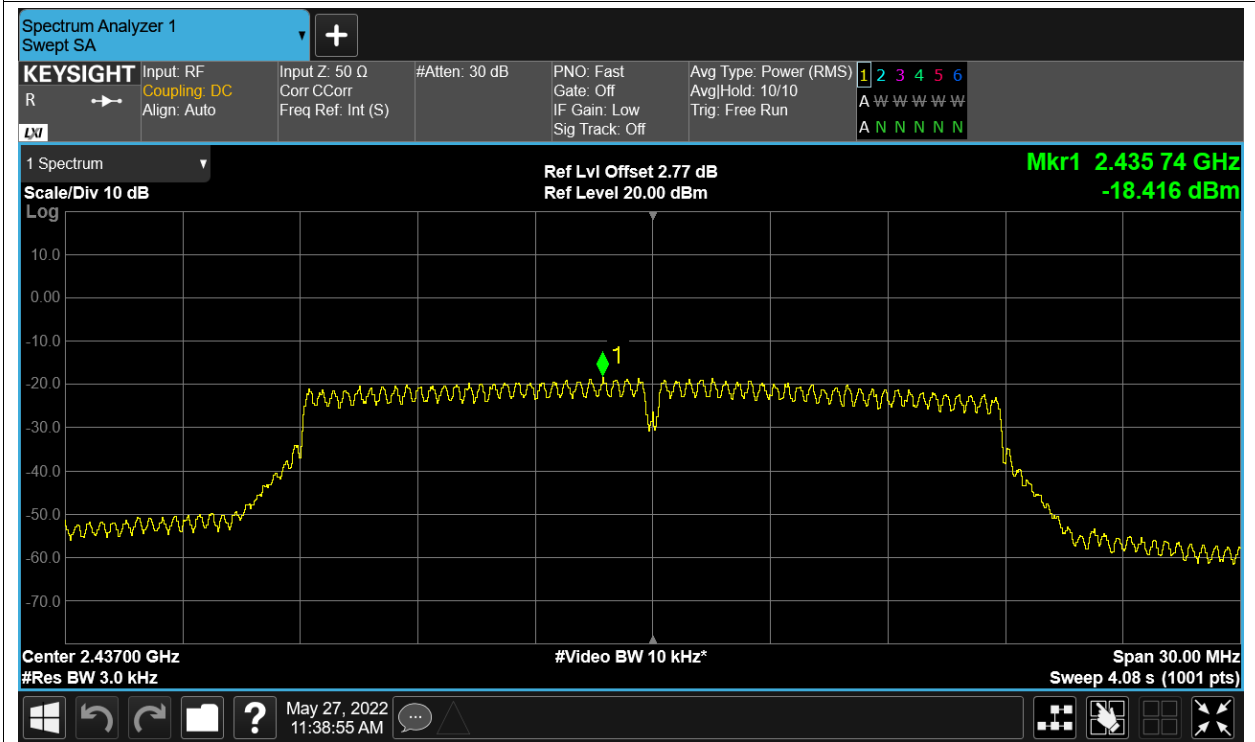 Spectrum Analyzer 1
Swept SA
KEYSIGHT
R
LXI
Input: RF
Coupling: DC
Align: Auto
Input Z: 50 Ω
Corr CCorr
Freq Ref: Int (S)
#Atten: 30 dB
PNO: Fast
Gate: Off
IF Gain: Low
Sig Track: Off
Avg Type: Power (RMS)
Avg|Hold: 10/10
Trig: Free Run
1 2 3 4 5 6
A W W W W W
A N N N N N
1 Spectrum
Scale/Div 10 dB
Log
Ref Lvl Offset 2.77 dB
Ref Level 20.00 dBm
Mkr1 2.435 74 GHz
-18.416 dBm
10.0
0.00
-10.0
1
-20.0
-30.0
-40.0
-50.0
-60.0
-70.0
Center 2.43700 GHz
#Res BW 3.0 kHz
#Video BW 10 kHz*
Span 30.00 MHz
Sweep 4.08 s (1001 pts)
?
May 27, 2022
11:38:55 AM